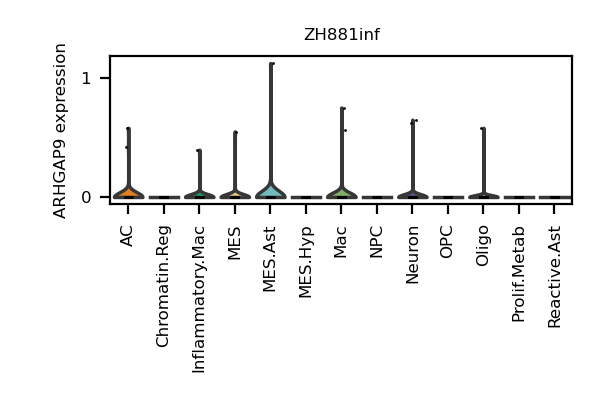 ZH881inf
ARHGAP9 expression
1
0
AC
Chromatin.Reg
Inflammatory.Mac
MES
MES.Ast
MES.Hyp
Mac
NPC
Neuron
OPC
Oligo
Prolif.Metab
Reactive.Ast